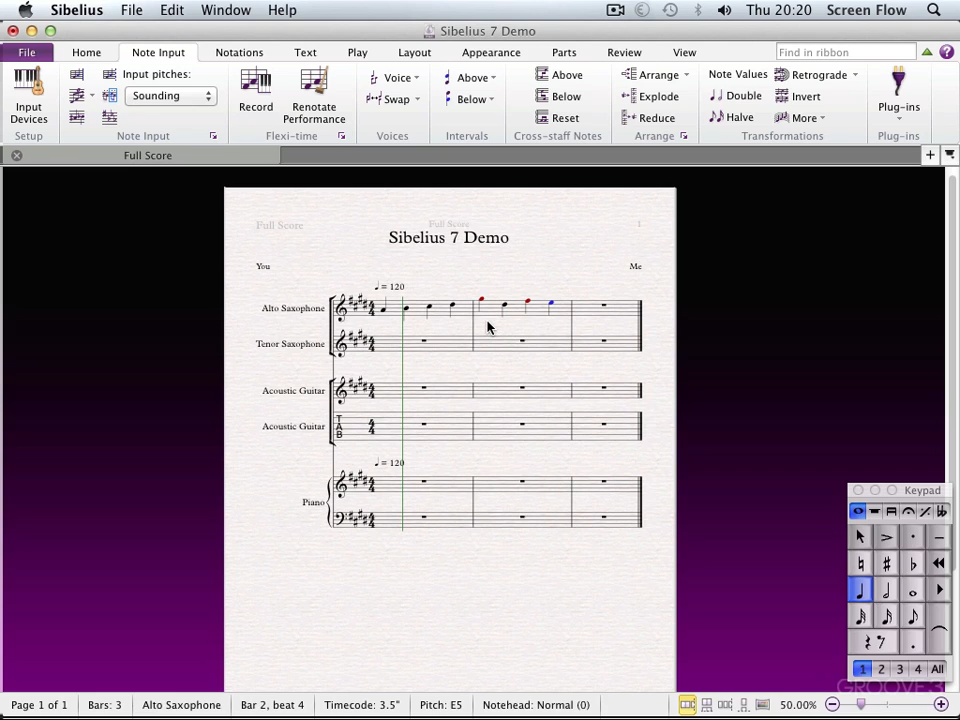 Sibelius File Edit Window Help Thu 20:20 Screen Flow
Sibelius 7 Demo
File Home Note Input Notations Text Play Layout Appearance Parts Review View Find in ribbon
Input Devices
Setup
Input pitches:
Sounding
Note Input
Record
Renotate Performance
Flexi-time
Voice
Swap
Voices
Above
Below
Intervals
Above
Below
Reset
Cross-staff Notes
Arrange
Explode
Reduce
Arrange
Note Values
Double
Halve
Retrograde
Invert
More
Transformations
Plug-ins
Plug-ins
Full Score
Full Score Full Score 1
Sibelius 7 Demo
You Me
= 120
Alto Saxophone
Tenor Saxophone
Acoustic Guitar
Acoustic Guitar
T
A
B
= 120
Piano
Keypad
1 2 3 4 All
GROOVE 3
Page 1 of 1 Bars: 3 Alto Saxophone Bar 2, beat 4 Timecode: 3.5" Pitch: E5 Notehead: Normal (0) 50.00%